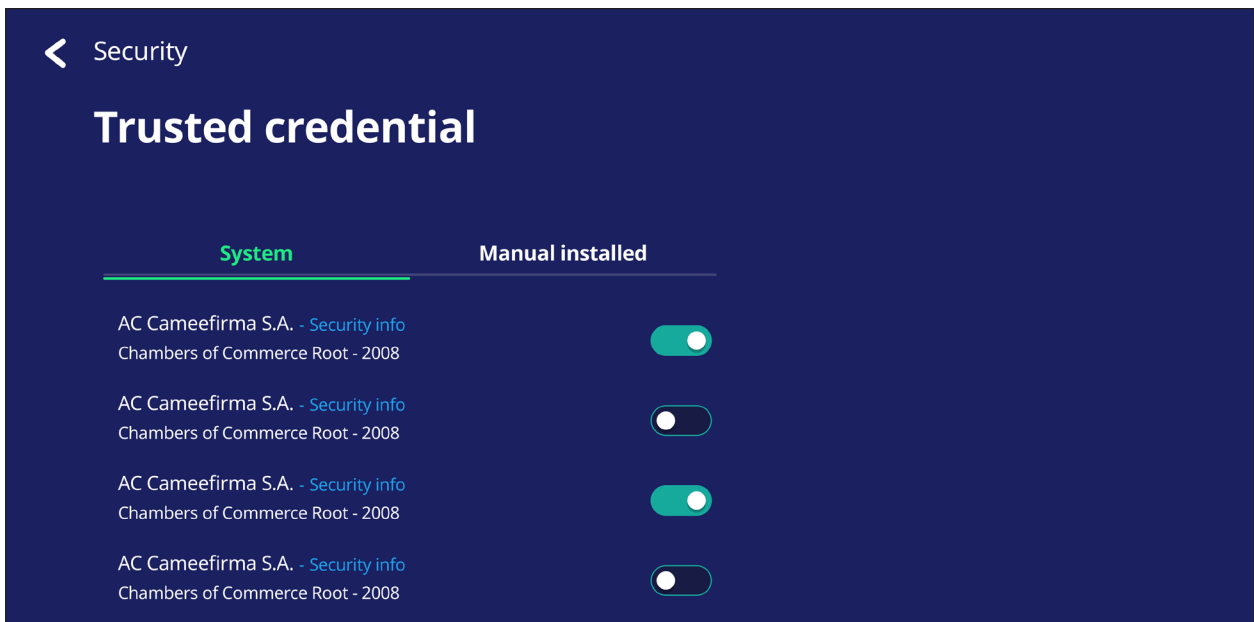 Security
Trusted credential
System Manual installed
AC Cameefirma S.A. - Security info
Chambers of Commerce Root - 2008
AC Cameefirma S.A. - Security info
Chambers of Commerce Root - 2008
AC Cameefirma S.A. - Security info
Chambers of Commerce Root - 2008
AC Cameefirma S.A. - Security info
Chambers of Commerce Root - 2008